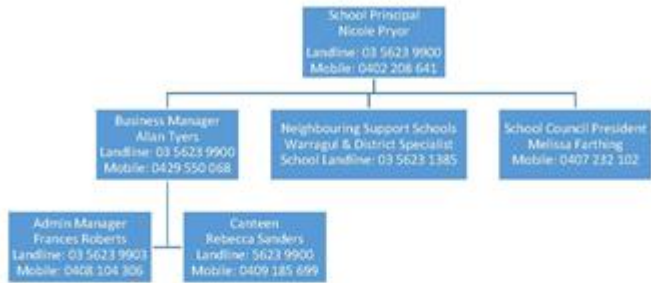 School Principal
Nicole Pryor
Landline: 03 5623 9900
Mobile: 0402 208 641
Business Manager
Allan Tyers
Landline: 03 5623 9900
Mobile: 0429 550 068
Neighbouring Support Schools
Warragul & District Specialist
School Landline: 03 5623 1385
School Council President
Melissa Farthing
Mobile: 0407 232 102
Admin Manager
Frances Roberts
Landline: 03 5623 9903
Mobile: 0408 104 306
Canteen
Rebecca Sanders
Landline: 5623 9900
Mobile: 0409 185 699